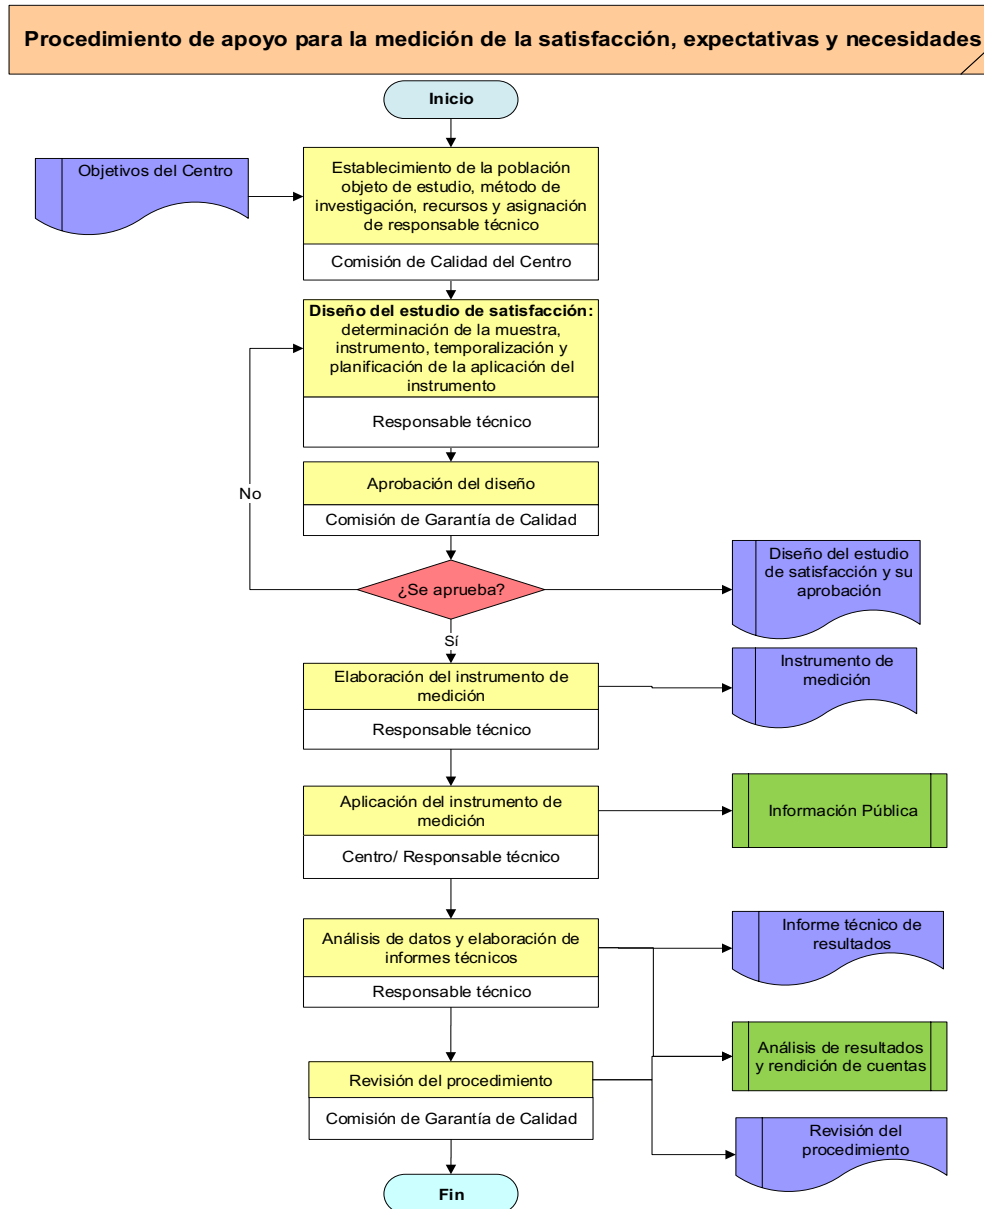 Procedimiento de apoyo para la medición de la satisfacción, expectativas y necesidades
Inicio
Objetivos del Centro
Establecimiento de la población
objeto de estudio, método de
investigación, recursos y asignación
de responsable técnico
Comisión de Calidad del Centro
Diseño del estudio de satisfacción:
determinación de la muestra,
instrumento, temporalización y
planificación de la aplicación del
instrumento
Responsable técnico
Aprobación del diseño
Comisión de Garantía de Calidad
No
¿Se aprueba?
Diseño del estudio
de satisfacción y su
aprobación
Sí
Elaboración del instrumento de
medición
Responsable técnico
Instrumento de
medición
Aplicación del instrumento de
medición
Centro/ Responsable técnico
Información Pública
Análisis de datos y elaboración de
informes técnicos
Responsable técnico
Informe técnico de
resultados
Análisis de resultados
y rendición de cuentas
Revisión del procedimiento
Comisión de Garantía de Calidad
Revisión del
procedimiento
Fin